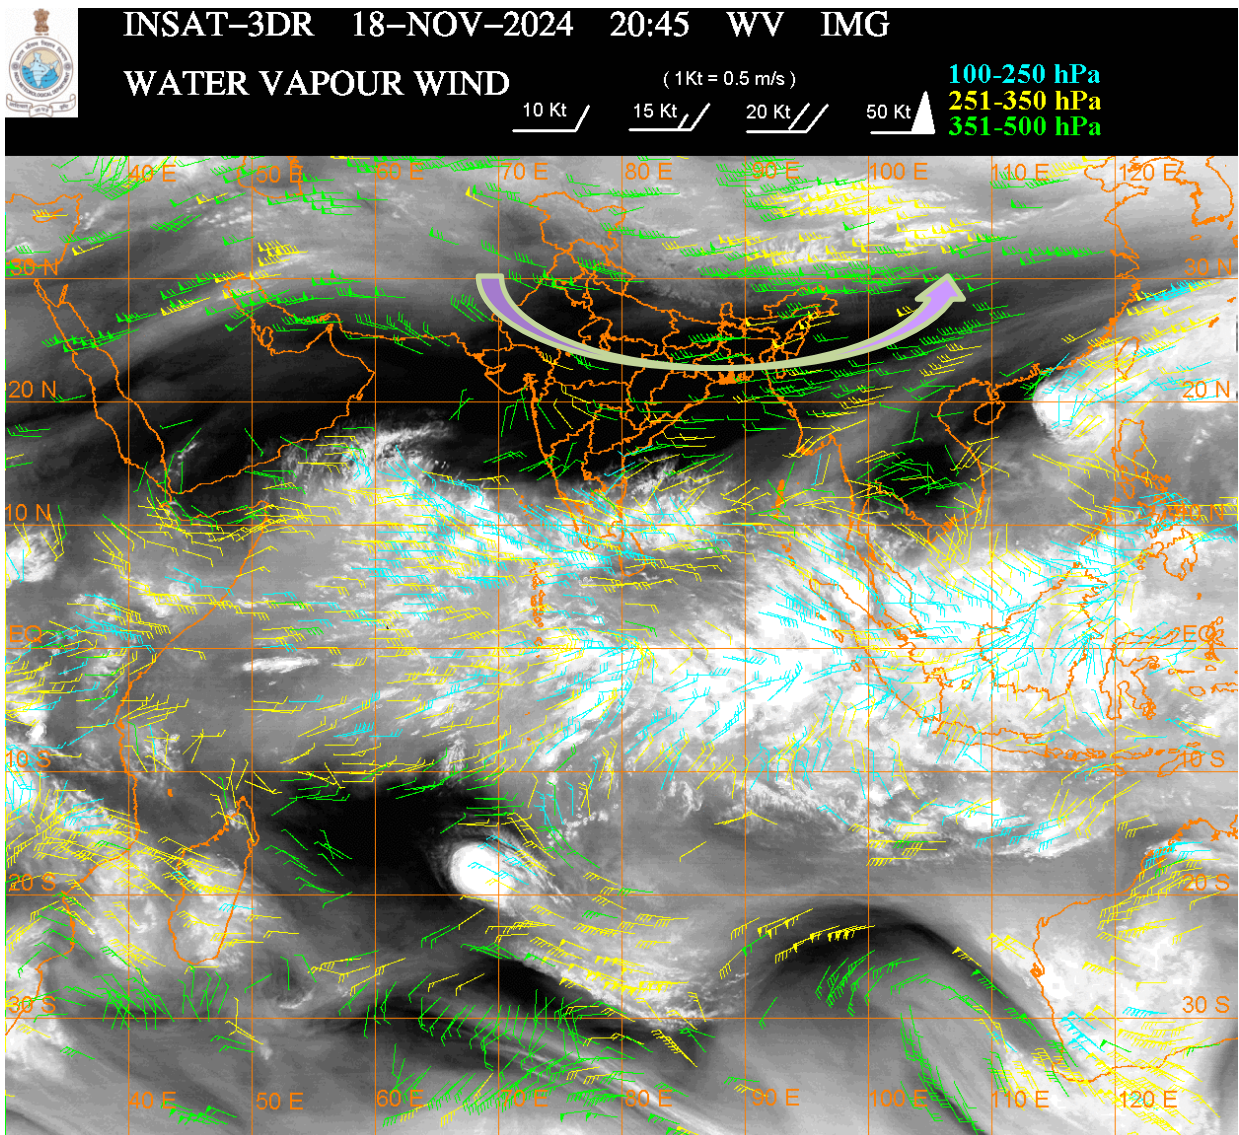 INSAT–3DR 18–NOV–2024 20:45 WV IMG
WATER VAPOUR WIND
( 1Kt = 0.5 m/s )
10 Kt 15 Kt 20 Kt 50 Kt
100-250 hPa
251-350 hPa
351-500 hPa
40 E 50 E 60 E 70 E 80 E 90 E 100 E 110 E 120 E
30 N 30 N
20 N 20 N
10 N 10 N
EQ EQ
10 S 10 S
20 S 20 S
30 S 30 S
40 E 50 E 60 E 70 E 80 E 90 E 100 E 110 E 120 E